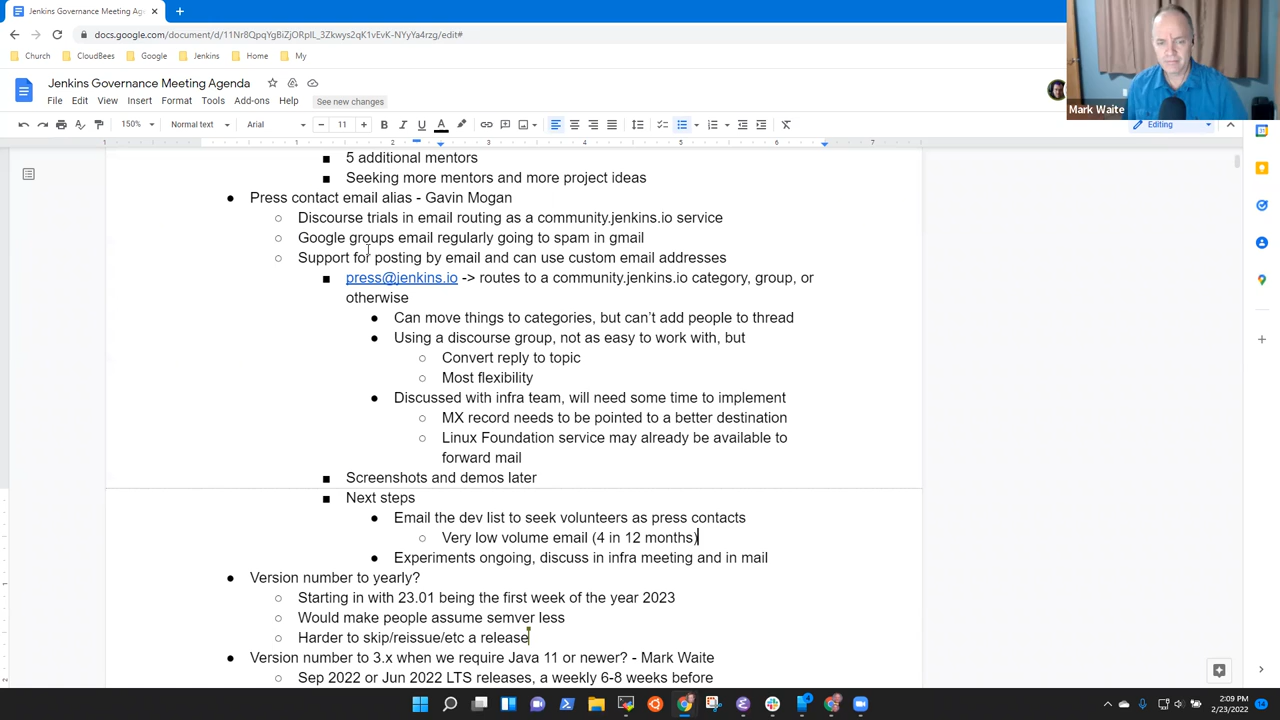 Jenkins Governance Meeting Ag
docs.google.com/document/d/11Nr8QpqYgBiZjORpIL_3Zkwys2qK1vEvK-NYyYa4rzg/edit#
Church CloudBees Google Jenkins Home My
Jenkins Governance Meeting Agenda
File Edit View Insert Format Tools Add-ons Help See new changes
Mark Waite
150% Normal text Arial 11 Editing
1 1 2 3 4 5 6 7
■ 5 additional mentors
■ Seeking more mentors and more project ideas
● Press contact email alias - Gavin Mogan
○ Discourse trials in email routing as a community.jenkins.io service
○ Google groups email regularly going to spam in gmail
○ Support for posting by email and can use custom email addresses
■ press@jenkins.io -> routes to a community.jenkins.io category, group, or
otherwise
● Can move things to categories, but can't add people to thread
● Using a discourse group, not as easy to work with, but
○ Convert reply to topic
○ Most flexibility
● Discussed with infra team, will need some time to implement
○ MX record needs to be pointed to a better destination
○ Linux Foundation service may already be available to
forward mail
■ Screenshots and demos later
■ Next steps
● Email the dev list to seek volunteers as press contacts
○ Very low volume email (4 in 12 months)
● Experiments ongoing, discuss in infra meeting and in mail
● Version number to yearly?
○ Starting in with 23.01 being the first week of the year 2023
○ Would make people assume semver less
○ Harder to skip/reissue/etc a release
● Version number to 3.x when we require Java 11 or newer? - Mark Waite
○ Sep 2022 or Jun 2022 LTS releases, a weekly 6-8 weeks before
2:09 PM
2/23/2022